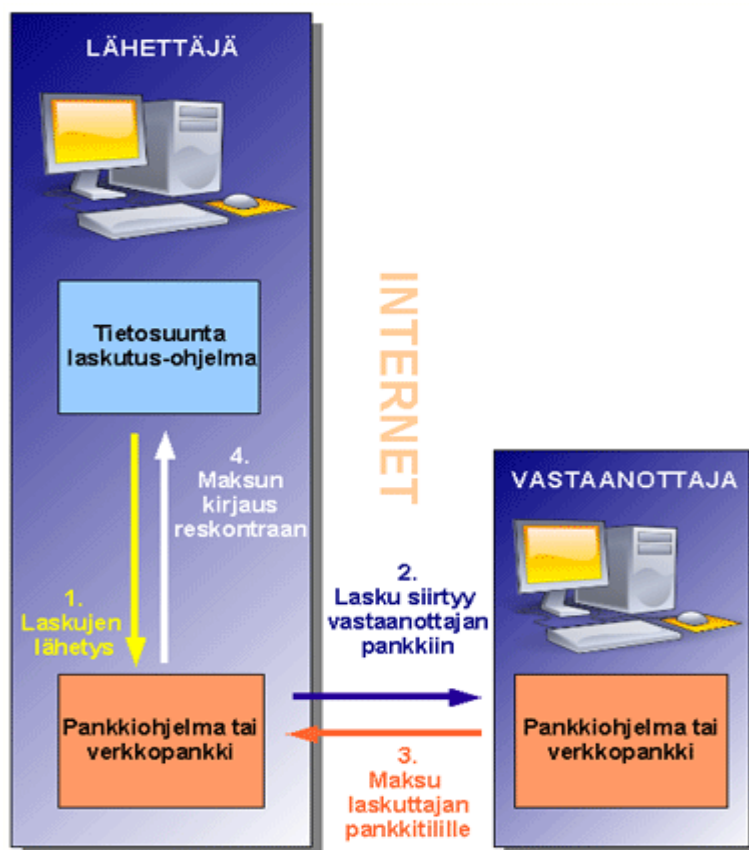 LÄHETTÄJÄ
Tietosuunta
laskutus-ohjelma
4.
Maksun
kirjaus
reskontraan
1.
Laskujen
lähetys
Pankkiohjelma tai
verkkopankki
INTERNET
2.
Lasku siirtyy
vastaanottajan
pankkiin
3.
Maksu
laskuttajan
pankkitilille
VASTAANOTTAJA
Pankkiohjelma tai
verkkopankki